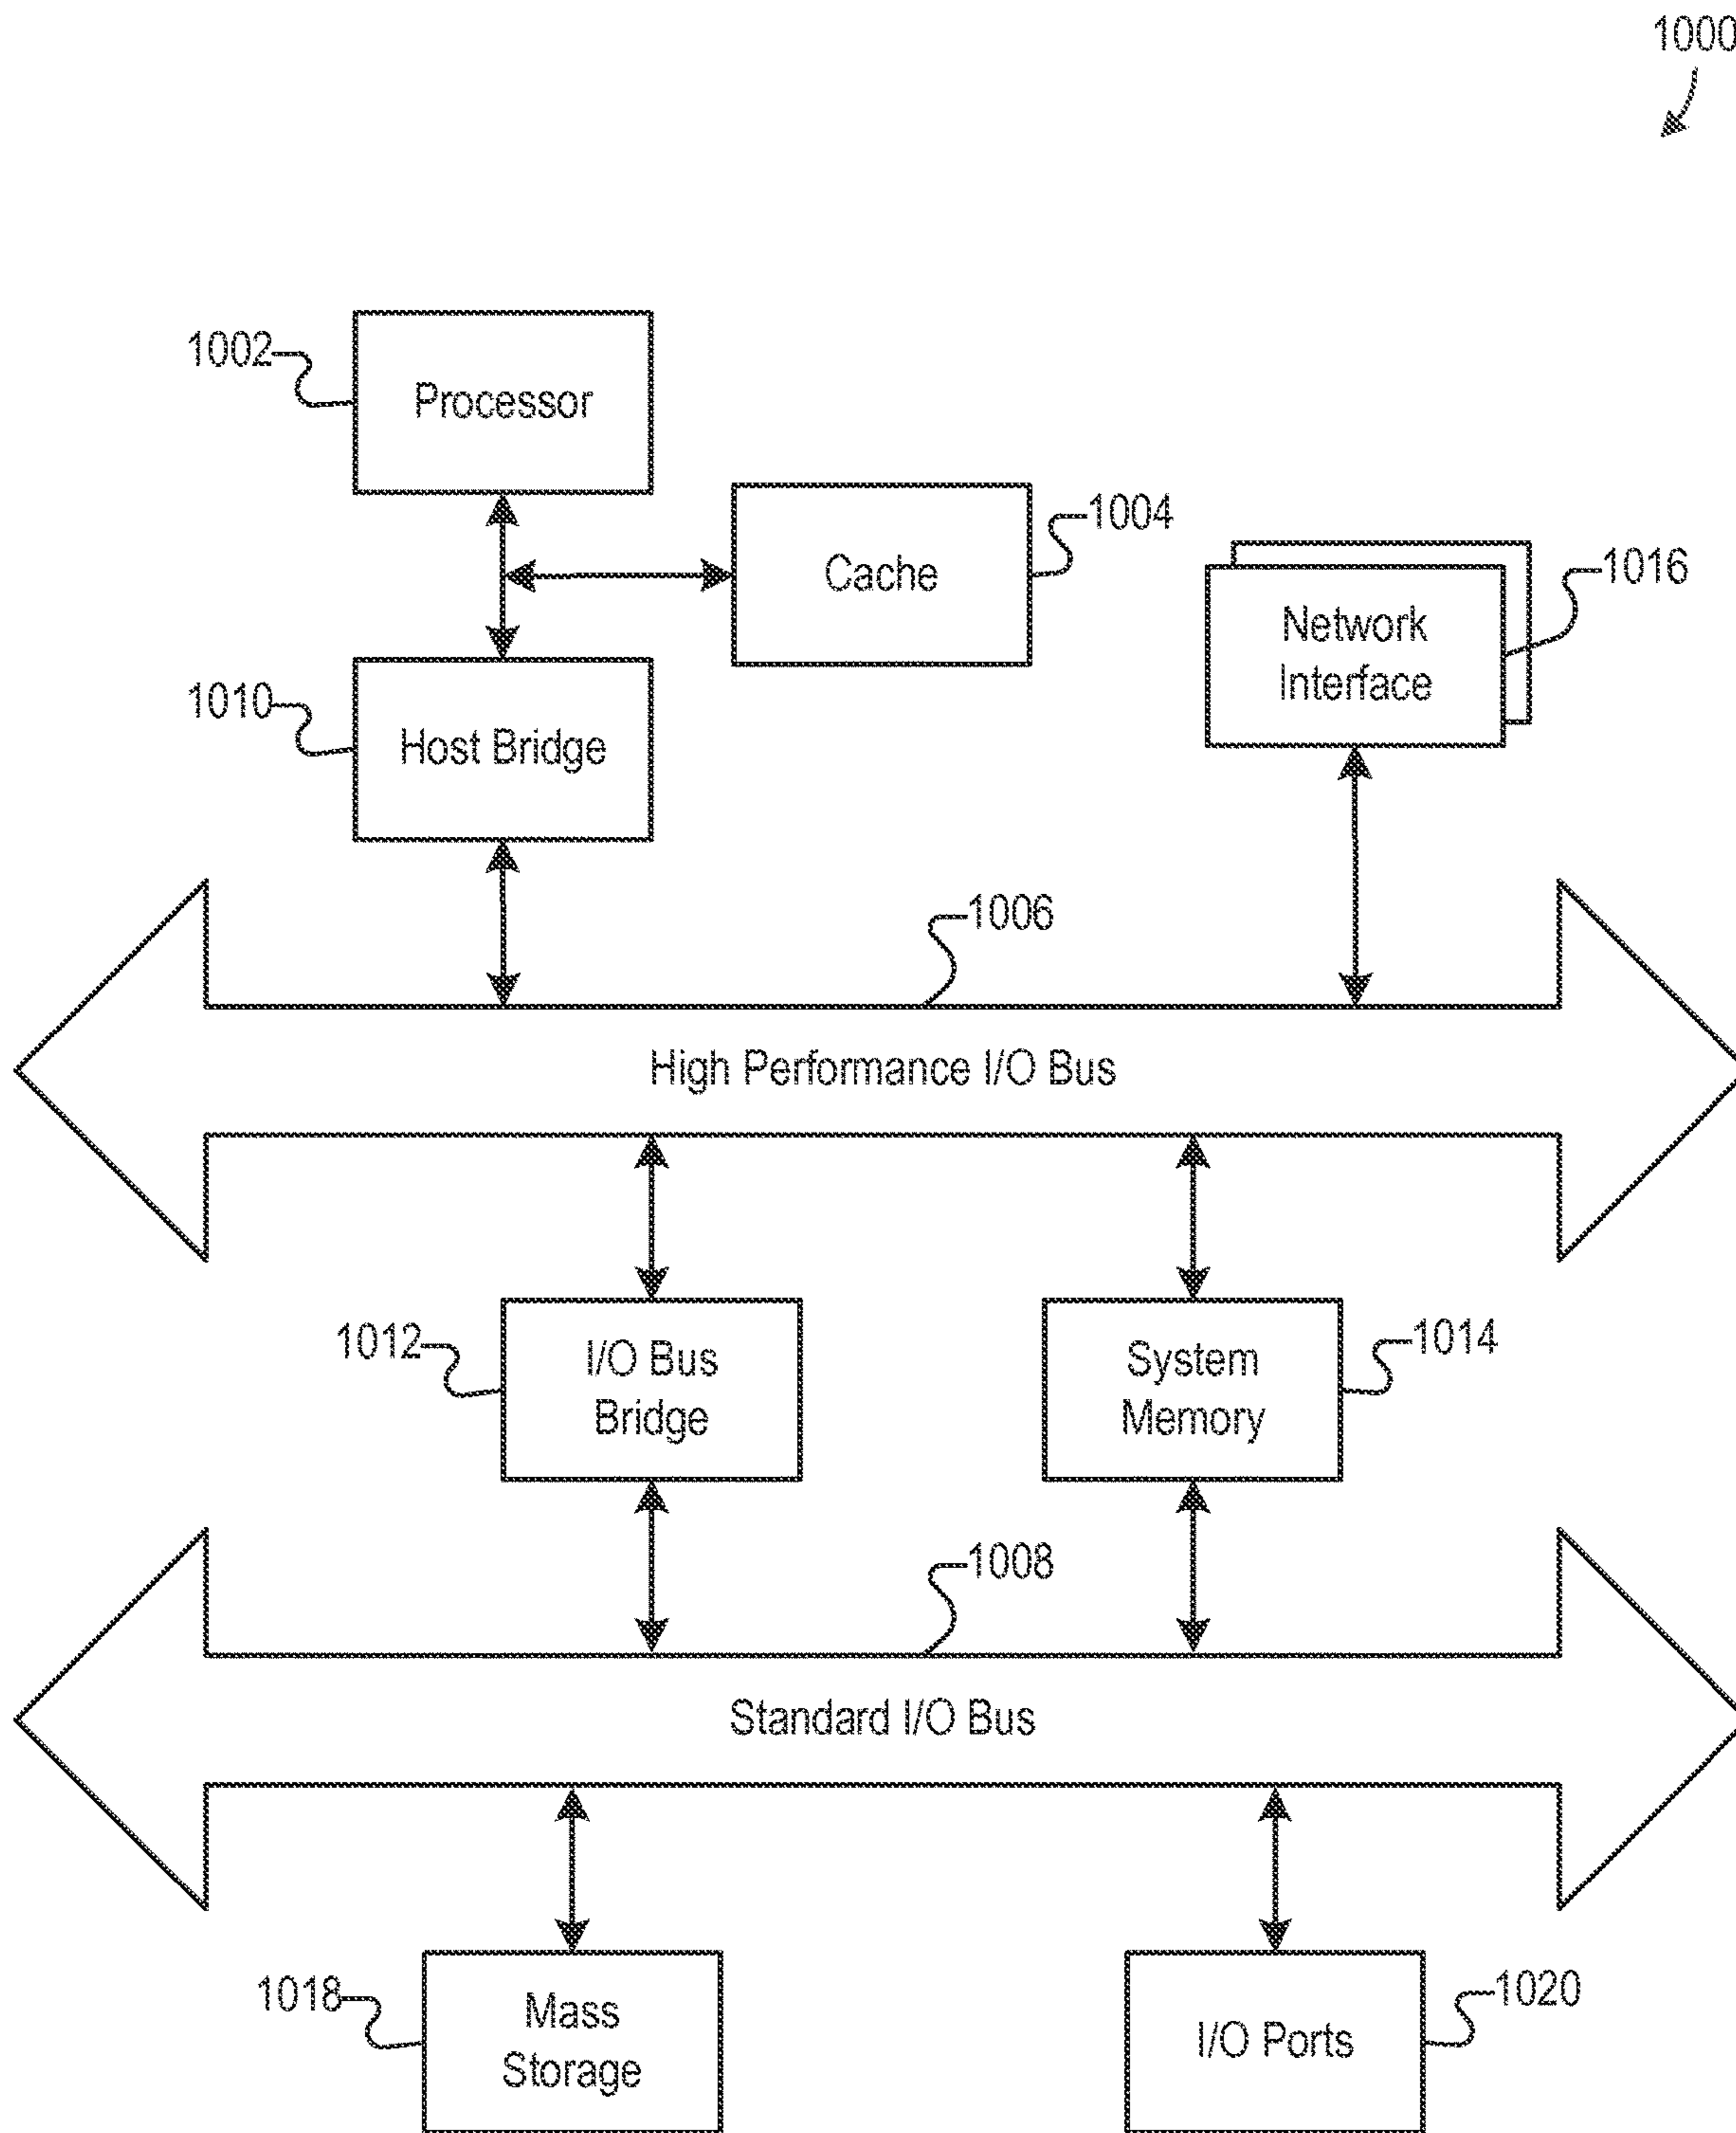 1000
1002
Processor
1004
Cache
1016
Network
Interface
1010
Host Bridge
1006
High Performance I/O Bus
1012
I/O Bus
Bridge
System
Memory
1014
1008
Standard I/O Bus
1018
Mass
Storage
I/O Ports
1020